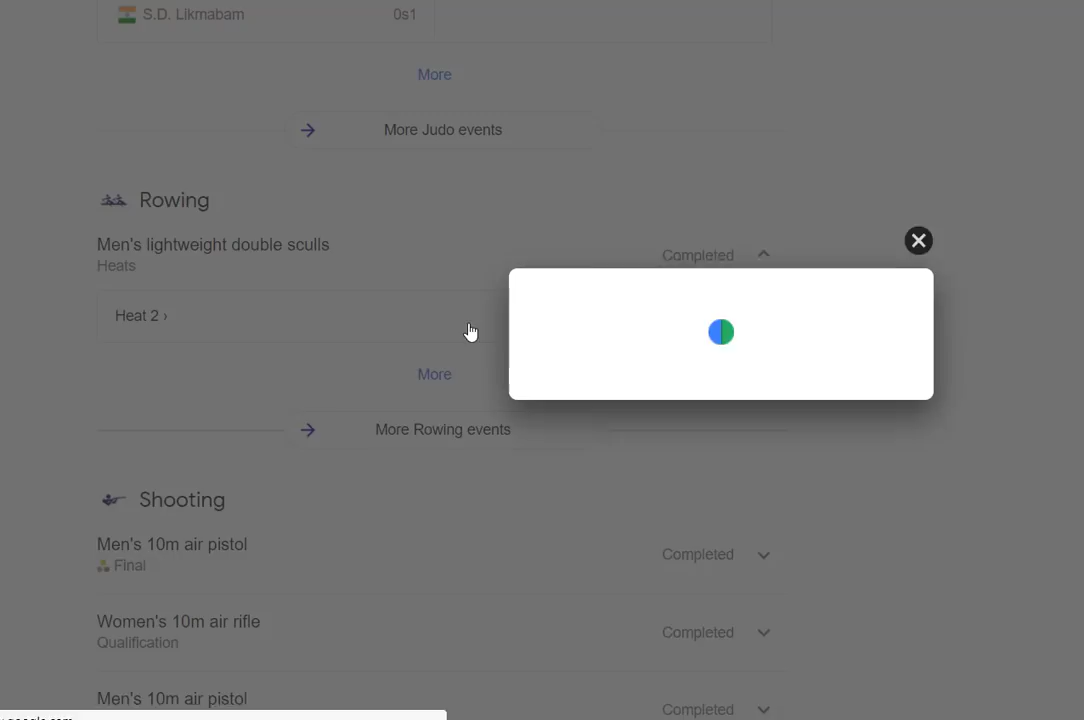 S.D. Likmabam 0s1
More
More Judo events
Rowing
Men's lightweight double sculls
Heats
Completed
Heat 2 ›
More
More Rowing events
Shooting
Men's 10m air pistol
Final
Completed
Women's 10m air rifle
Qualification
Completed
Men's 10m air pistol
Completed